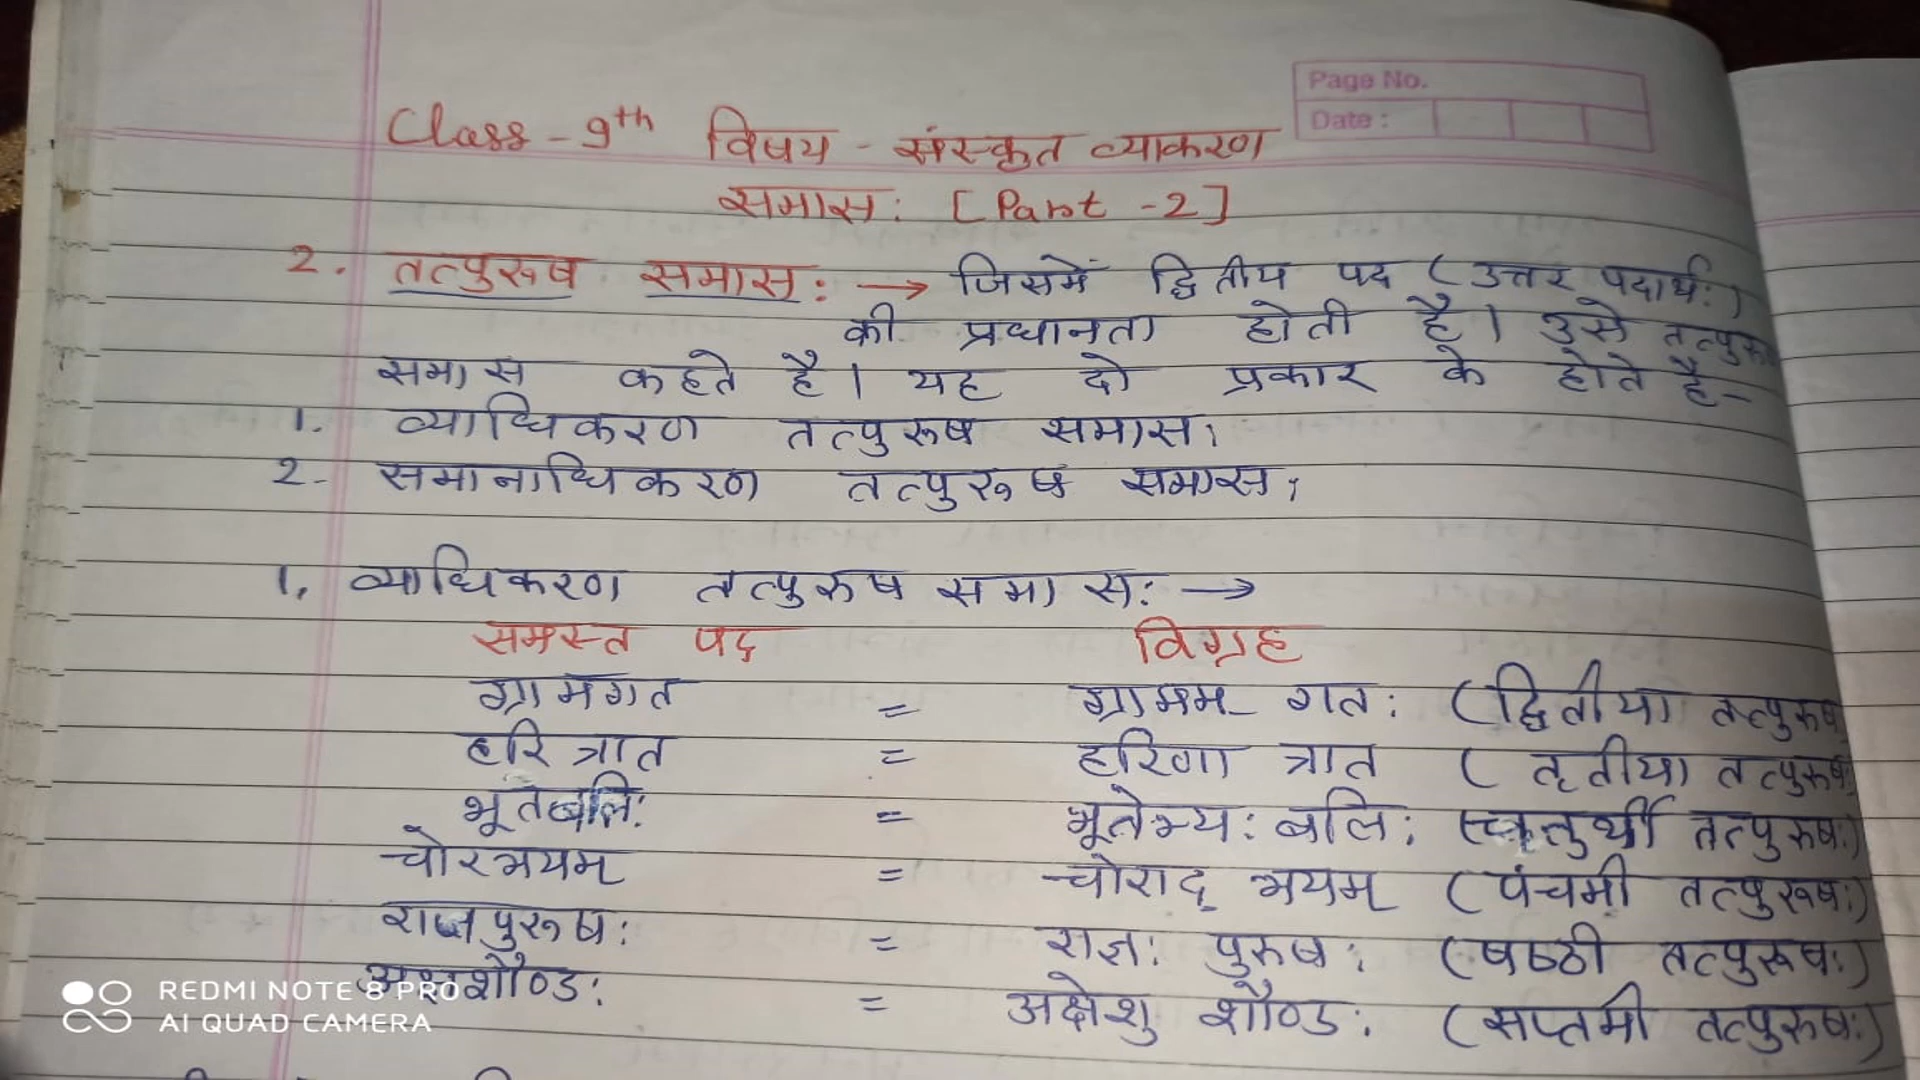 Page No.
Date :
Class - 9th विषय - संस्कृत व्याकरण
समासः [Part - 2]
2. तत्पुरूष समासः → जिसमें द्वितीय पद (उत्तर पदार्थः)
की प्रधानता होती है। उसे तत्पुरू
समास कहते है। यह दो प्रकार के होते है-
1. व्याधिकरण तत्पुरूष समास।
2- समानाधिकरण तत्पुरूष समास।
1. व्याधिकरण तत्पुरुष समासः →
समस्त पद विग्रह
ग्रामगत = ग्रामम गतः (द्वितीया तत्पुरुष
हरि त्रात = हरिणा त्रात (तृतीया तत्पुरुषः
भूतबलिः = भूतेभ्यः बलिः (चतुर्थी तत्पुरुषः)
चोरभयम् = चोराद् भयम् (पंचमी तत्पुरूषः)
राजपुरूषः = राज्ञः पुरुषः (षष्ठी तत्पुरूषः)
अक्षशौण्डः = अक्षेशु शौण्डः (सप्तमी तत्पुरुषः)
REDMI NOTE 8 PRO
AI QUAD CAMERA